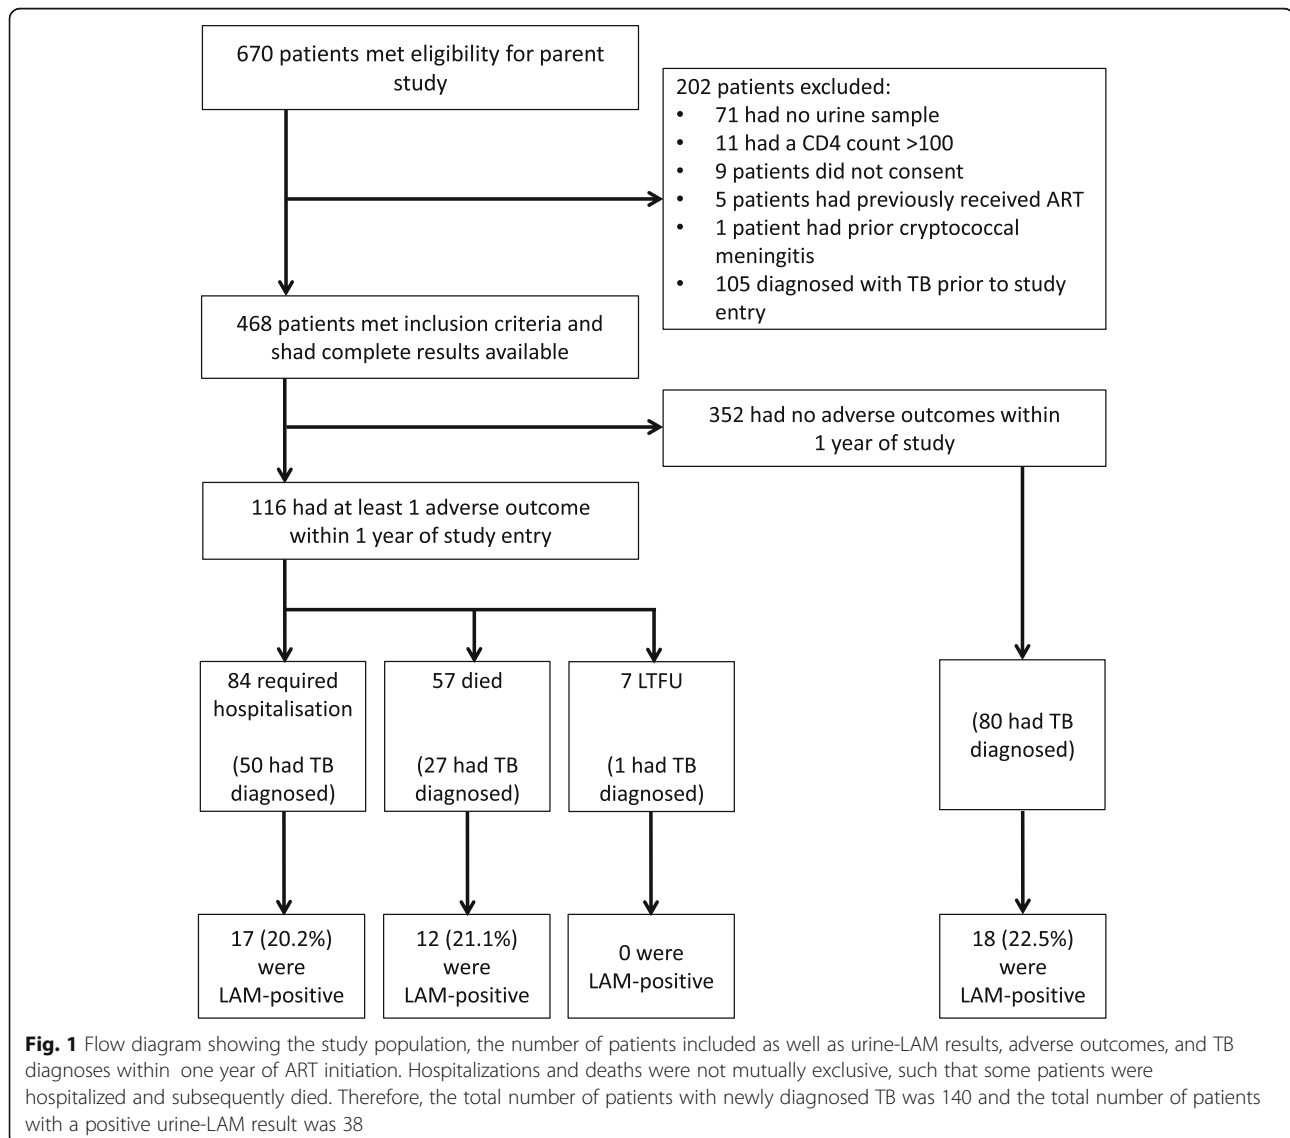 670 patients met eligibility for parent
study
202 patients excluded:
• 71 had no urine sample
• 11 had a CD4 count >100
• 9 patients did not consent
• 5 patients had previously received ART
• 1 patient had prior cryptococcal
meningitis
• 105 diagnosed with TB prior to study
entry
468 patients met inclusion criteria and
shad complete results available
352 had no adverse outcomes within
1 year of study
116 had at least 1 adverse outcome
within 1 year of study entry
84 required
hospitalisation
(50 had TB
diagnosed)
57 died
(27 had TB
diagnosed)
7 LTFU
(1 had TB
diagnosed)
(80 had TB
diagnosed)
17 (20.2%)
were
LAM-positive
12 (21.1%)
were
LAM-positive
0 were
LAM-positive
18 (22.5%)
were
LAM-positive
Fig. 1 Flow diagram showing the study population, the number of patients included as well as urine-LAM results, adverse outcomes, and TB
diagnoses within one year of ART initiation. Hospitalizations and deaths were not mutually exclusive, such that some patients were
hospitalized and subsequently died. Therefore, the total number of patients with newly diagnosed TB was 140 and the total number of patients
with a positive urine-LAM result was 38